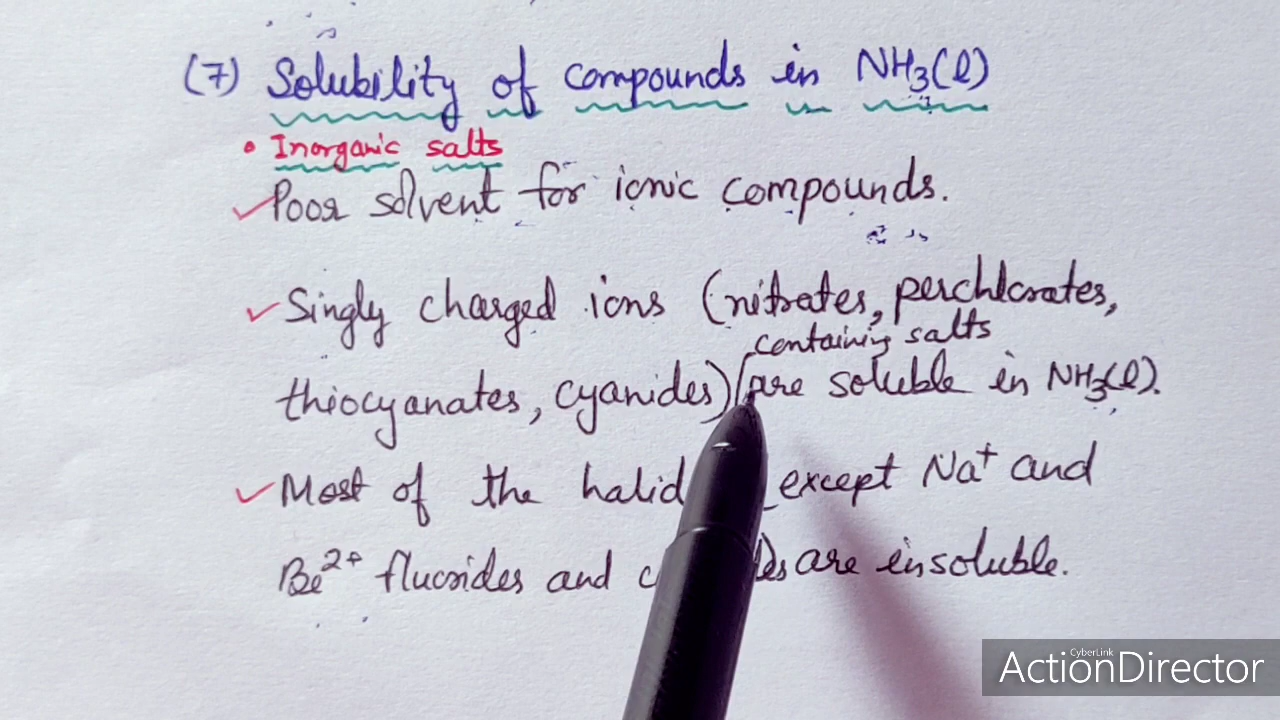 (7) Solubility of compounds in NH₃(l)
• Inorganic salts
✓ Poor solvent for ionic compounds.
✓ Singly charged ions (nitrates, perchlorates,
containing salts
thiocyanates, cyanides) are soluble in NH₃(l).
✓ Most of the halid except Na⁺ and
Be²⁺ fluorides and are insoluble.
CyberLink
ActionDirector